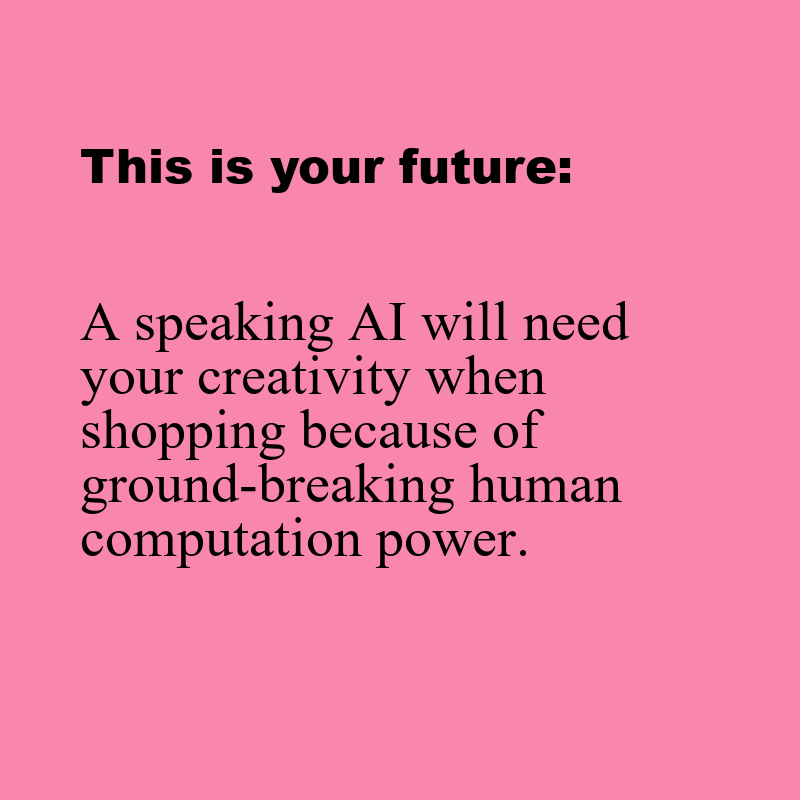 This is your future:
A speaking AI will need
your creativity when
shopping because of
ground-breaking human
computation power.